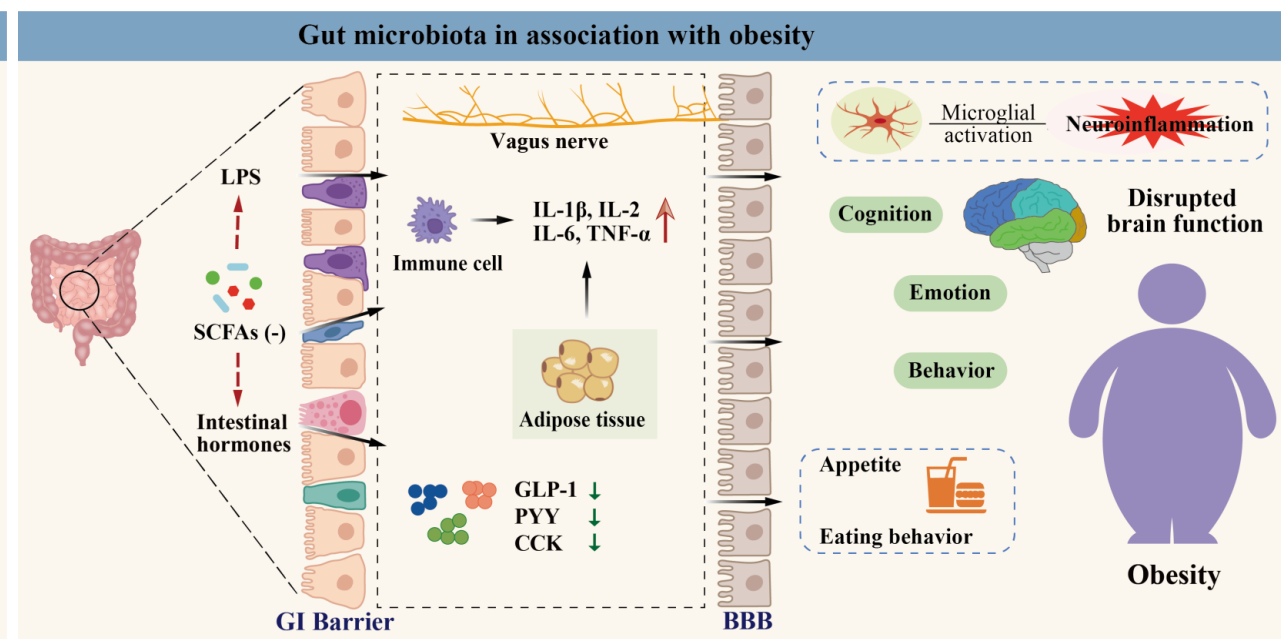 Gut microbiota in association with obesity
LPS
SCFAs (-)
Intestinal
hormones
GI Barrier
Vagus nerve
Immune cell
IL-1β, IL-2
IL-6, TNF-α
Adipose tissue
GLP-1
PYY
CCK
BBB
Microglial
activation
Neuroinflammation
Cognition
Disrupted
brain function
Emotion
Behavior
Appetite
Eating behavior
Obesity